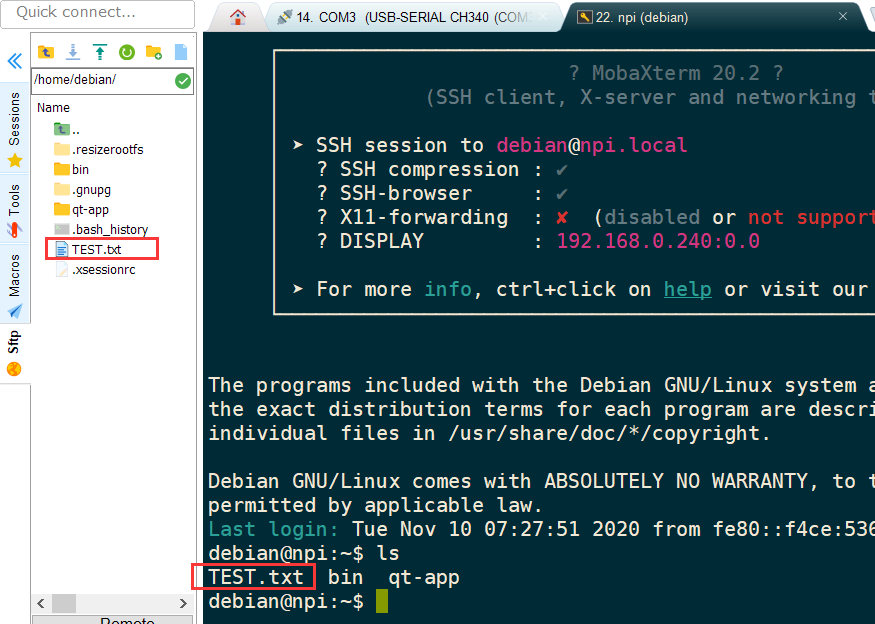 Quick connect...
14. COM3 (USB-SERIAL CH340 (COM
22. npi (debian)
/home/debian/
Name
..
.resizerootfs
bin
.gnupg
qt-app
.bash_history
TEST.txt
.xsessionrc
Sessions
Tools
Macros
Sftp
Remote
? MobaXterm 20.2 ?
(SSH client, X-server and networking t
➤ SSH session to debian@npi.local
? SSH compression : ✔
? SSH-browser : ✔
? X11-forwarding : ✘ (disabled or not support
? DISPLAY : 192.168.0.240:0.0
➤ For more info, ctrl+click on help or visit our
The programs included with the Debian GNU/Linux system a
the exact distribution terms for each program are descri
individual files in /usr/share/doc/*/copyright.
Debian GNU/Linux comes with ABSOLUTELY NO WARRANTY, to t
permitted by applicable law.
Last login: Tue Nov 10 07:27:51 2020 from fe80::f4ce:536
debian@npi:~$ ls
TEST.txt bin qt-app
debian@npi:~$